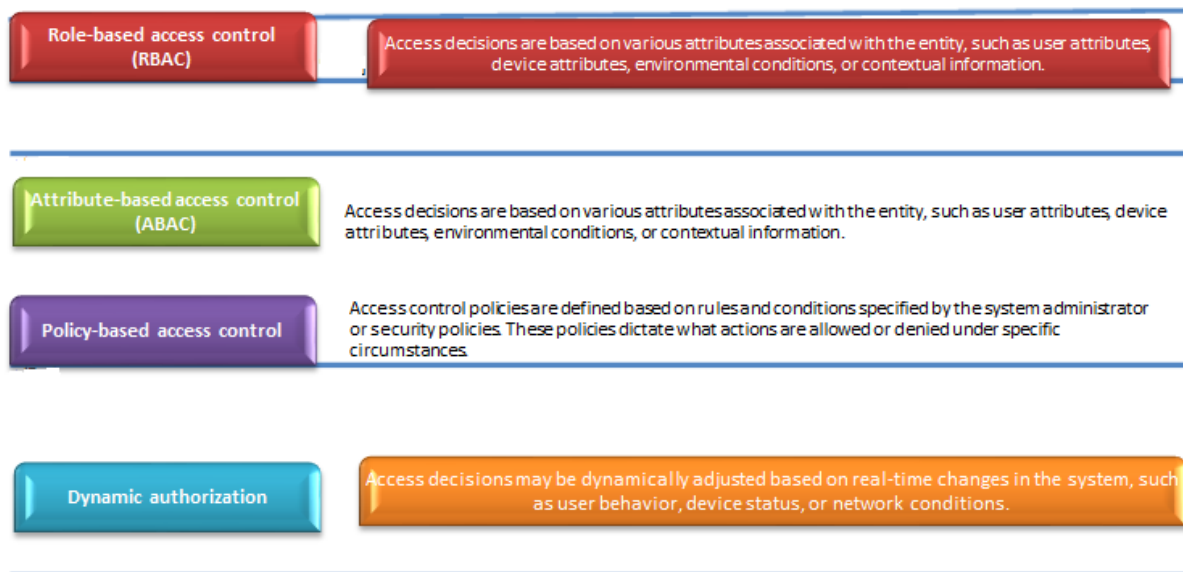 Role-based access control
(RBAC)
Access decisions are based on various attributes associated with the entity, such as user attributes,
device attributes, environmental conditions, or contextual information.
Attribute-based access control
(ABAC)
Access decisions are based on various attributes associated with the entity, such as user attributes, device
attributes, environmental conditions, or contextual information.
Policy-based access control
Access control policies are defined based on rules and conditions specified by the system administrator
or security policies. These policies dictate what actions are allowed or denied under specific
circumstances.
Dynamic authorization
Access decisions may be dynamically adjusted based on real-time changes in the system, such
as user behavior, device status, or network conditions.